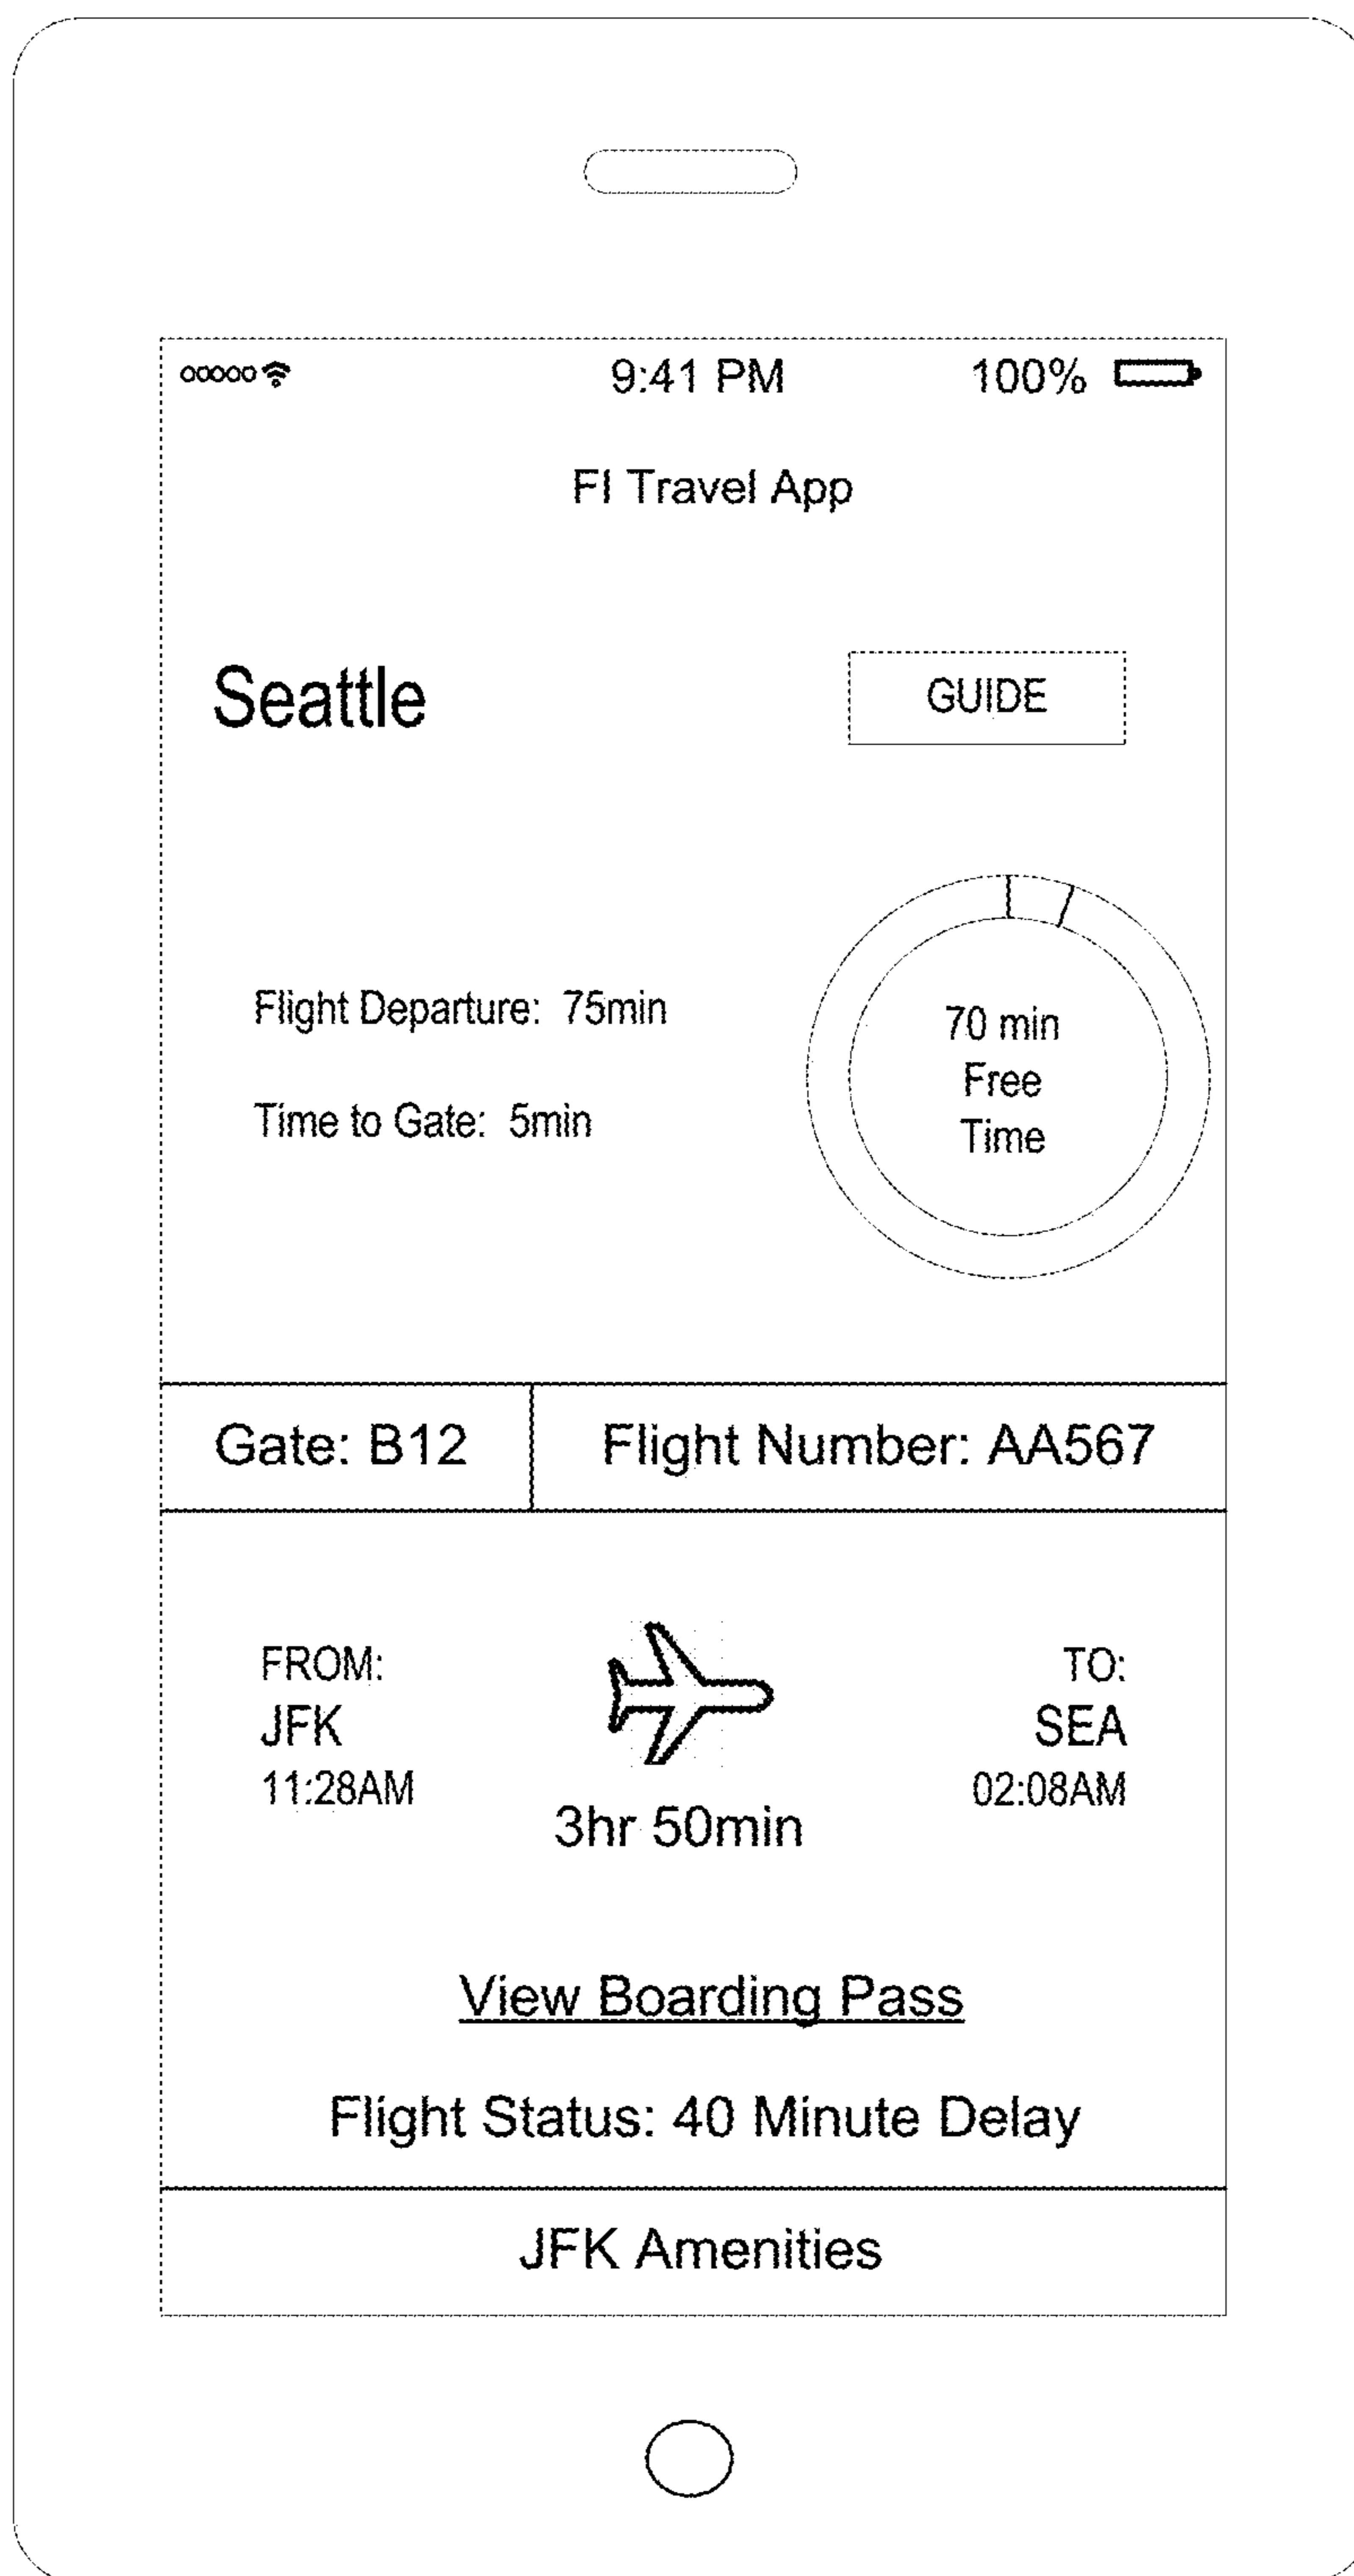 9:41 PM 100%
FI Travel App
Seattle GUIDE
Flight Departure: 75min
Time to Gate: 5min
70 min
Free
Time
Gate: B12 Flight Number: AA567
FROM:
JFK
11:28AM
3hr 50min
TO:
SEA
02:08AM
View Boarding Pass
Flight Status: 40 Minute Delay
JFK Amenities